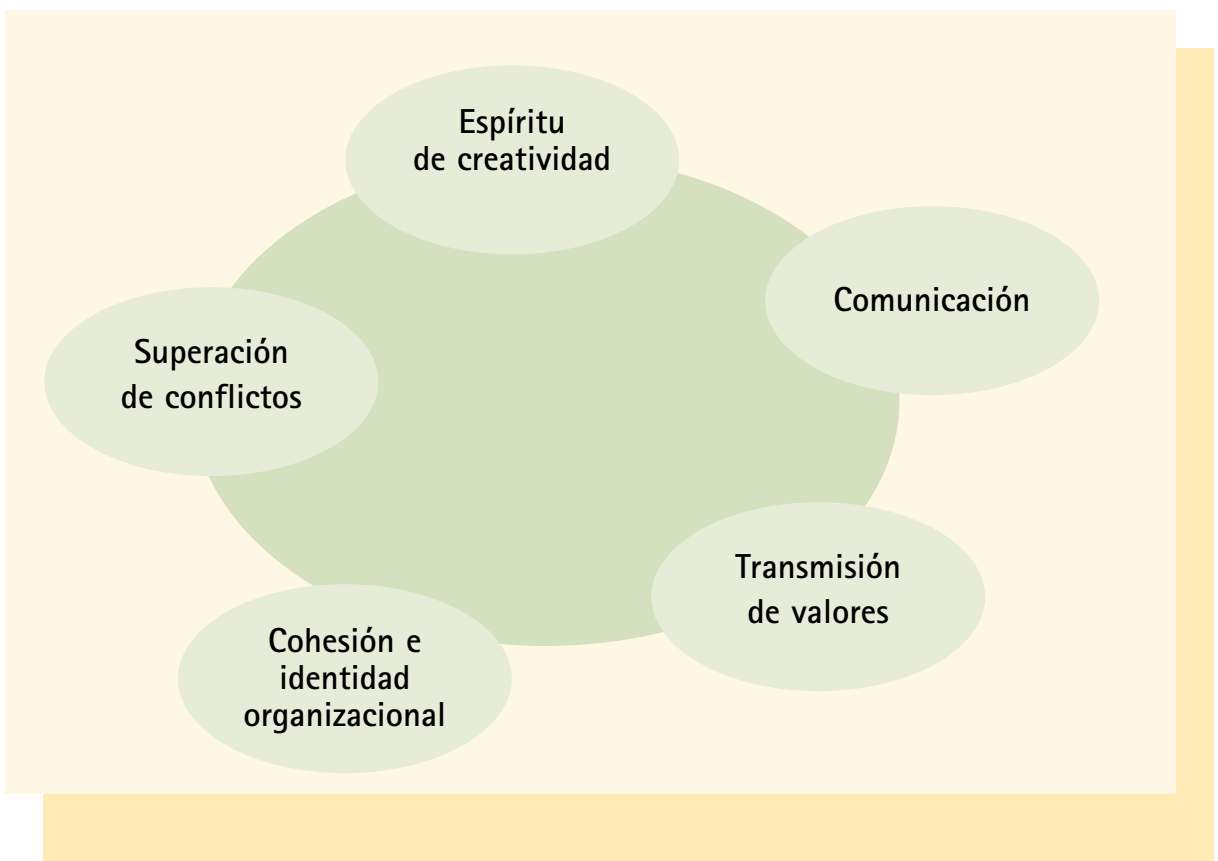 Espíritu
de creatividad
Comunicación
Superación
de conflictos
Transmisión
de valores
Cohesión e
identidad
organizacional